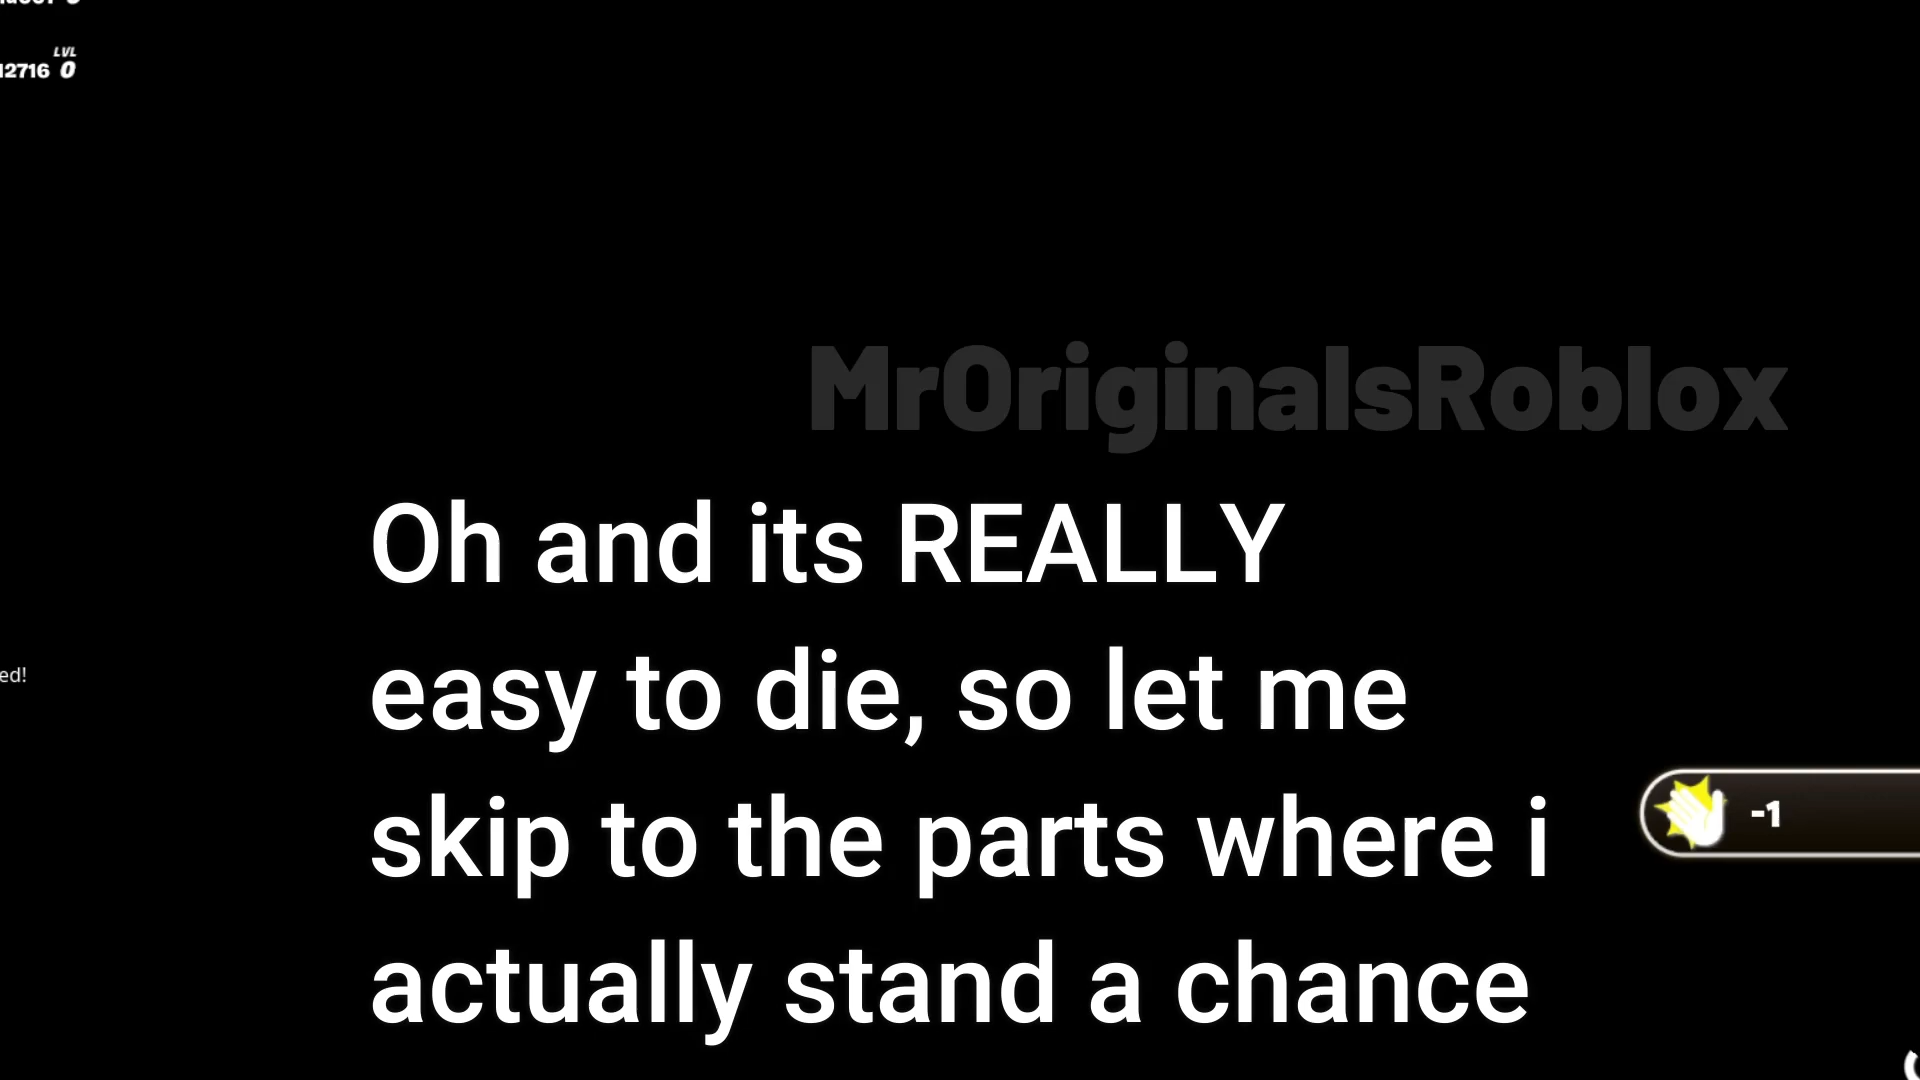 LVL
12716 0
MrOriginalsRoblox
Oh and its REALLY
easy to die, so let me
ed!
skip to the parts where i
-1
actually stand a chance